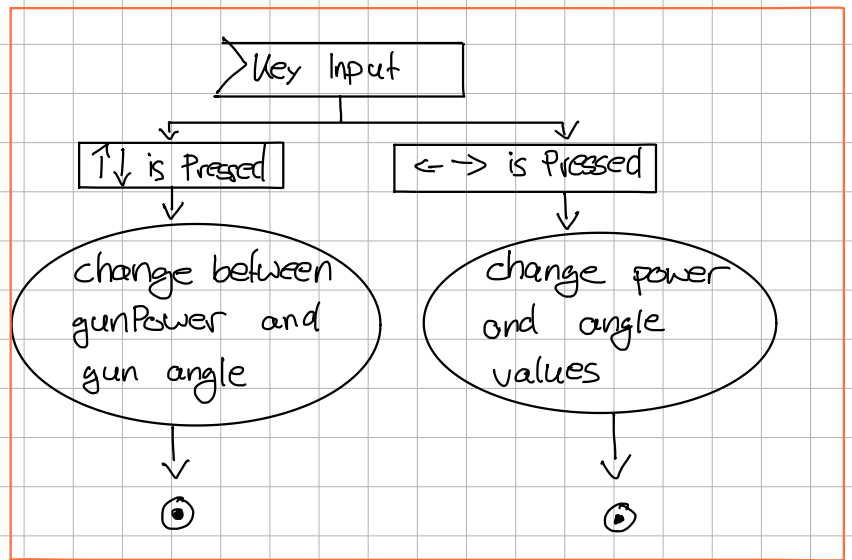 Key Input
↑↓ is Pressed
← → is Pressed
change between
gunPower and
gun angle
change power
and angle
values